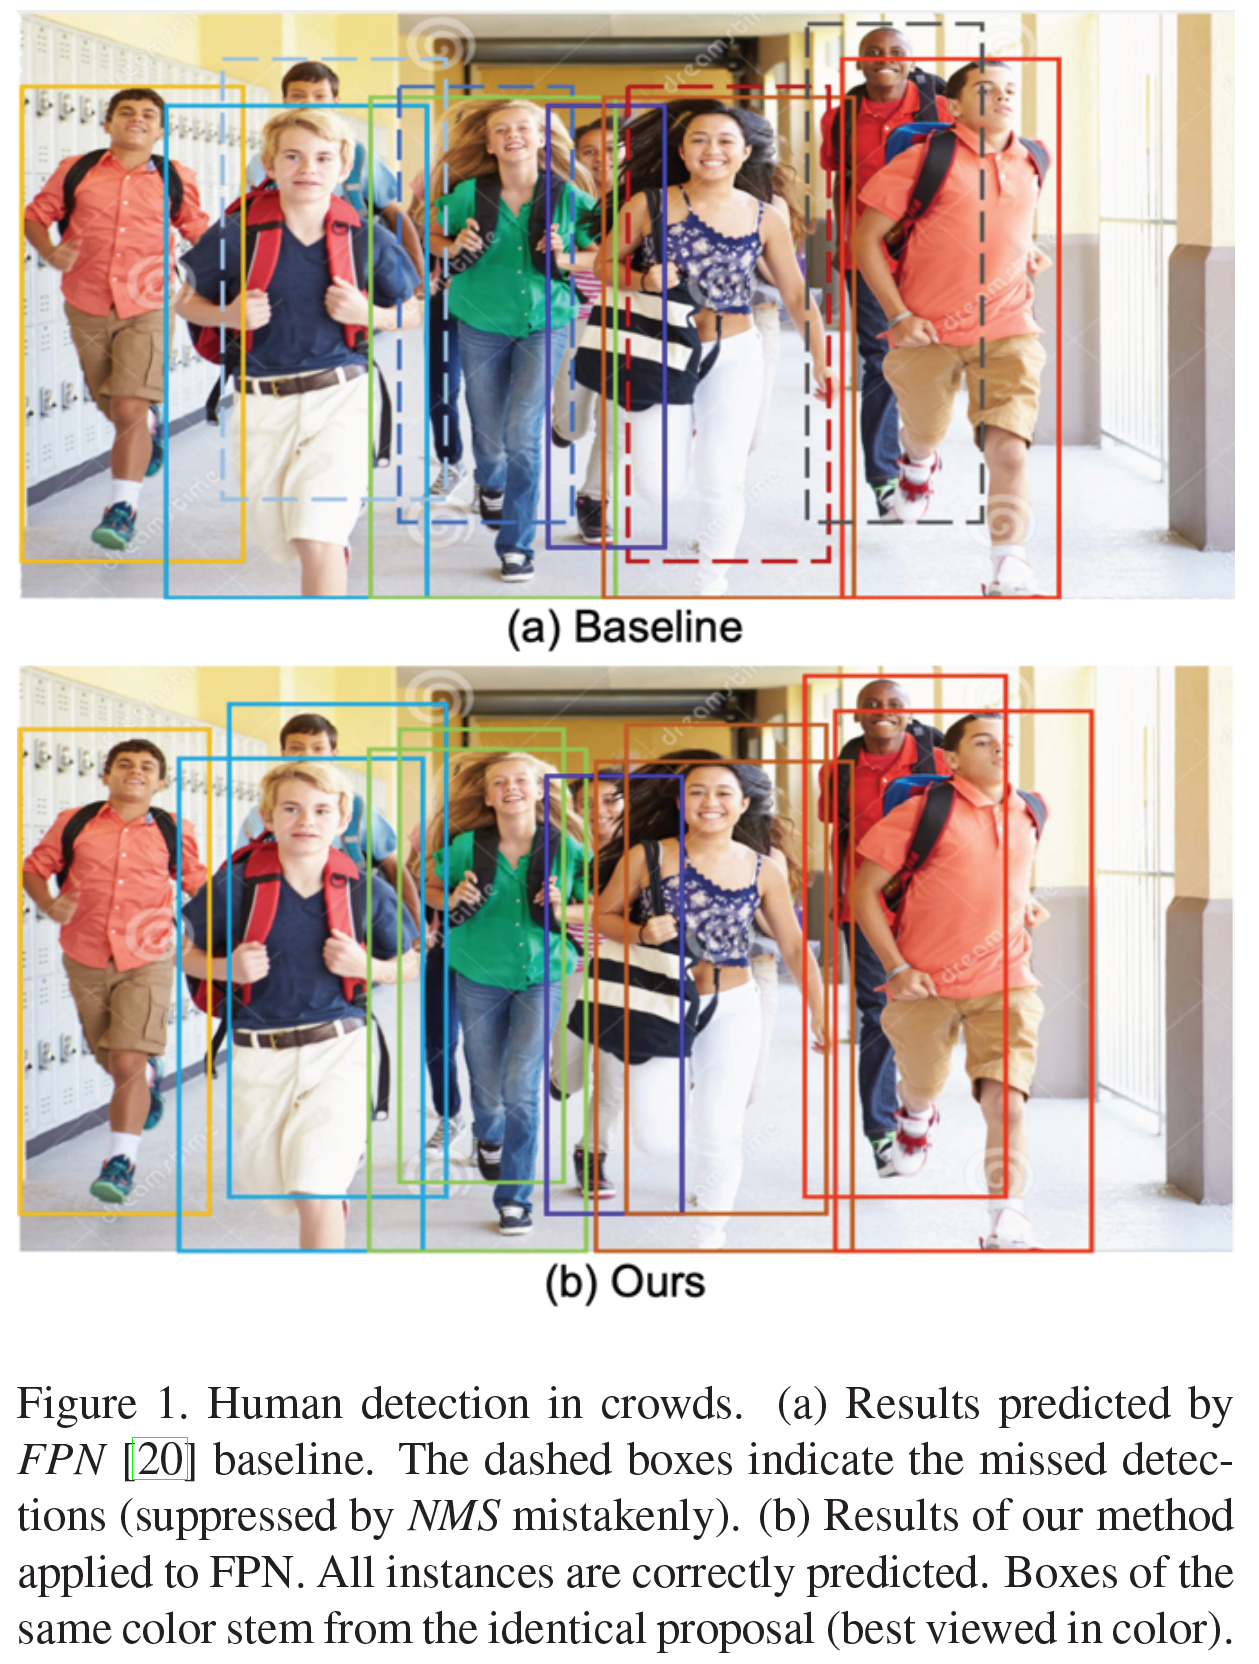 dreamstime
(a) Baseline
dreamstime
(b) Ours
Figure 1. Human detection in crowds. (a) Results predicted by
FPN [20] baseline. The dashed boxes indicate the missed detec-
tions (suppressed by NMS mistakenly). (b) Results of our method
applied to FPN. All instances are correctly predicted. Boxes of the
same color stem from the identical proposal (best viewed in color).